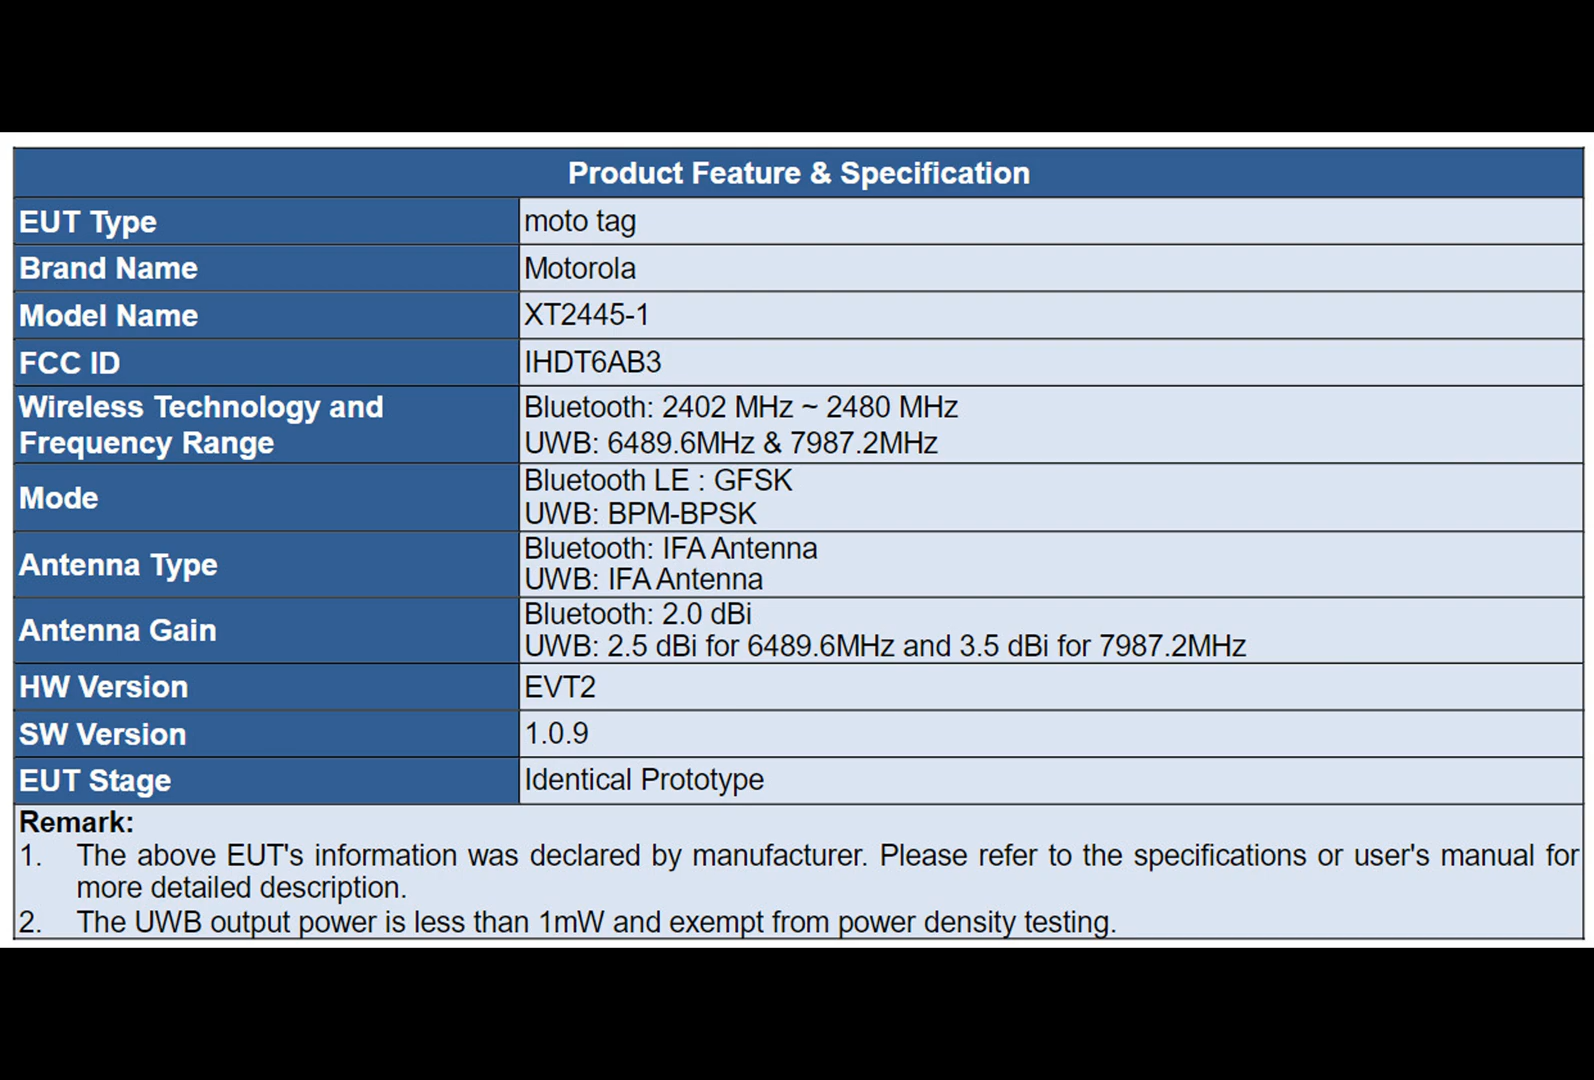 Product Feature & Specification
EUT Type moto tag
Brand Name Motorola
Model Name XT2445-1
FCC ID IHDT6AB3
Wireless Technology and Frequency Range
Bluetooth: 2402 MHz ~ 2480 MHz
UWB: 6489.6MHz & 7987.2MHz
Mode
Bluetooth LE : GFSK
UWB: BPM-BPSK
Antenna Type
Bluetooth: IFA Antenna
UWB: IFA Antenna
Antenna Gain
Bluetooth: 2.0 dBi
UWB: 2.5 dBi for 6489.6MHz and 3.5 dBi for 7987.2MHz
HW Version EVT2
SW Version 1.0.9
EUT Stage Identical Prototype
Remark:
1. The above EUT's information was declared by manufacturer. Please refer to the specifications or user's manual for
more detailed description.
2. The UWB output power is less than 1mW and exempt from power density testing.